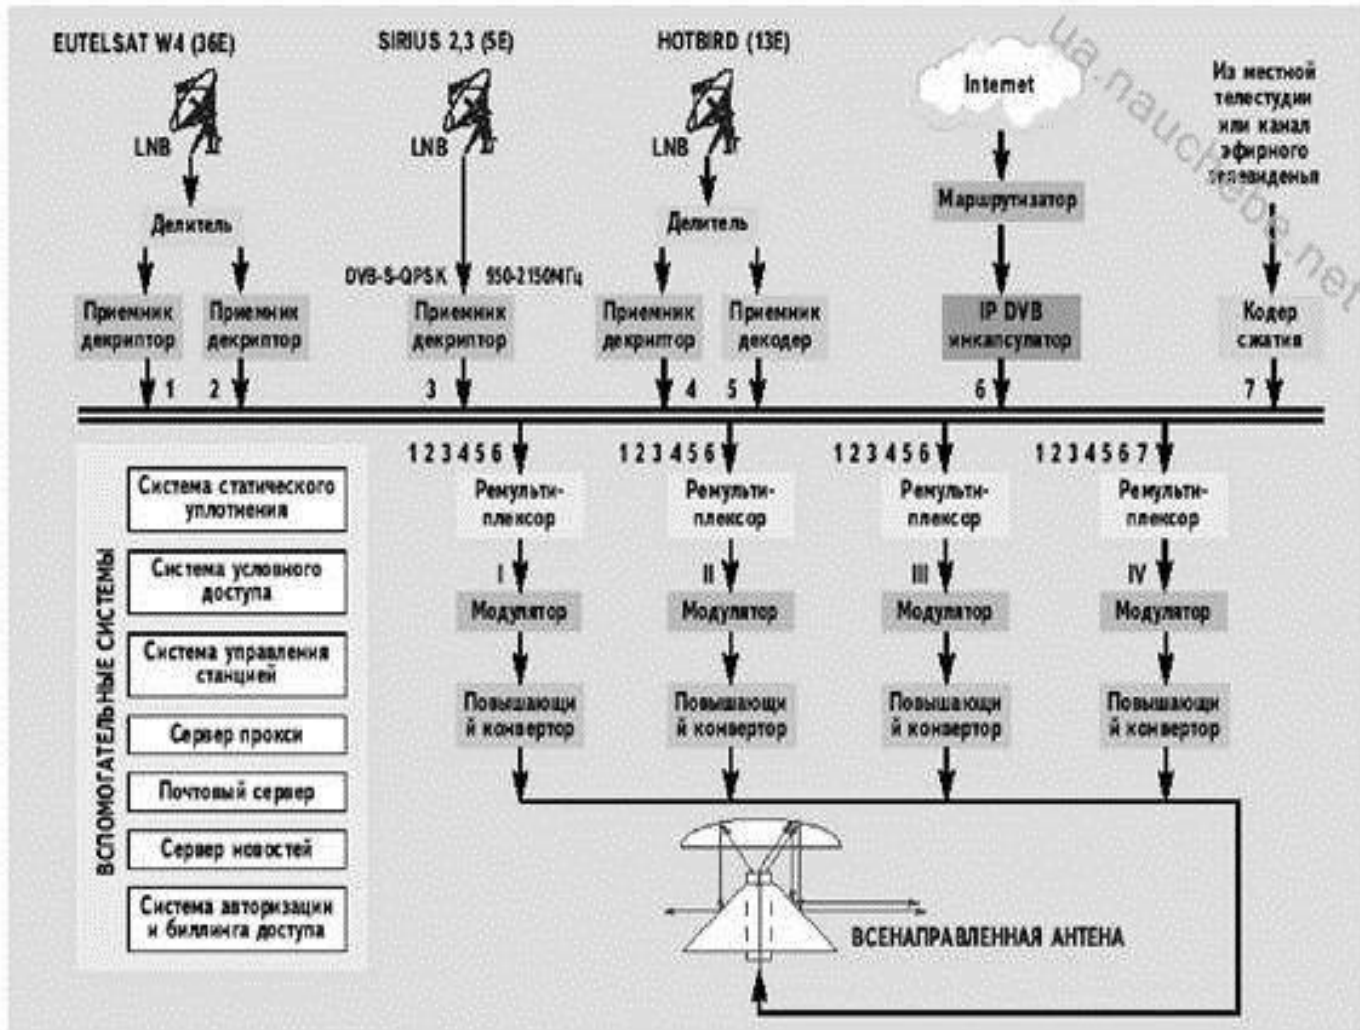 EUTELSAT W4 (36E)
SIRIUS 2,3 (5E)
HOTBIRD (13E)
Internet
Из местной
телестудии
или канал
эфирного
телевиденья
LNB
LNB
LNB
Делитель
Делитель
Маршрутизатор
DVB-S-QPSK 950-2150МГц
Приемник
декриптор
Приемник
декриптор
Приемник
декриптор
Приемник
декриптор
Приемник
декодер
IP DVB
инкапсулятор
Кодер
сжатия
1 2 3 4 5 6 7
1 2 3 4 5 6
1 2 3 4 5 6
1 2 3 4 5 6
1 2 3 4 5 6 7
Ремульти-
плексор
Ремульти-
плексор
Ремульти-
плексор
Ремульти-
плексор
I II III IV
Модулятор
Модулятор
Модулятор
Модулятор
Повышающи
й конвертор
Повышающи
й конвертор
Повышающи
й конвертор
Повышающи
й конвертор
ВСПОМОГАТЕЛЬНЫЕ СИСТЕМЫ
Система статического
уплотнения
Система условного
доступа
Система управления
станцией
Сервер прокси
Почтовый сервер
Сервер новостей
Система авторизации
и биллинга доступа
ВСЕНАПРАВЛЕННАЯ АНТЕНА
ua.nauchebe.net